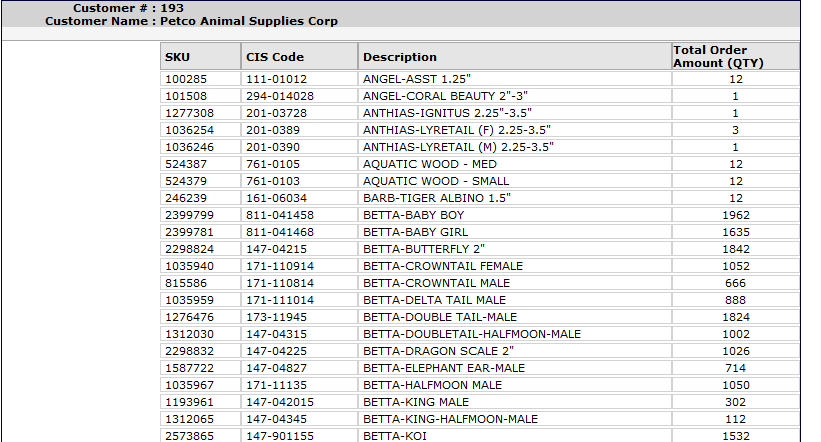 Customer # : 193
Customer Name : Petco Animal Supplies Corp
SKU CIS Code Description Total Order Amount (QTY)
100285 111-01012 ANGEL-ASST 1.25" 12
101508 294-014028 ANGEL-CORAL BEAUTY 2"-3" 1
1277308 201-03728 ANTHIAS-IGNITUS 2.25"-3.5" 1
1036254 201-0389 ANTHIAS-LYRETAIL (F) 2.25-3.5" 3
1036246 201-0390 ANTHIAS-LYRETAIL (M) 2.25-3.5" 1
524387 761-0105 AQUATIC WOOD - MED 12
524379 761-0103 AQUATIC WOOD - SMALL 12
246239 161-06034 BARB-TIGER ALBINO 1.5" 12
2399799 811-041458 BETTA-BABY BOY 1962
2399781 811-041468 BETTA-BABY GIRL 1635
2298824 147-04215 BETTA-BUTTERFLY 2" 1842
1035940 171-110914 BETTA-CROWNTAIL FEMALE 1052
815586 171-110814 BETTA-CROWNTAIL MALE 666
1035959 171-111014 BETTA-DELTA TAIL MALE 888
1276476 173-11945 BETTA-DOUBLE TAIL-MALE 1824
1312030 147-04315 BETTA-DOUBLETAIL-HALFMOON-MALE 1002
2298832 147-04225 BETTA-DRAGON SCALE 2" 1026
1587722 147-04827 BETTA-ELEPHANT EAR-MALE 714
1035967 171-11135 BETTA-HALFMOON MALE 1050
1193961 147-042015 BETTA-KING MALE 302
1312065 147-04345 BETTA-KING-HALFMOON-MALE 112
2573865 147-901155 BETTA-KOI 1532